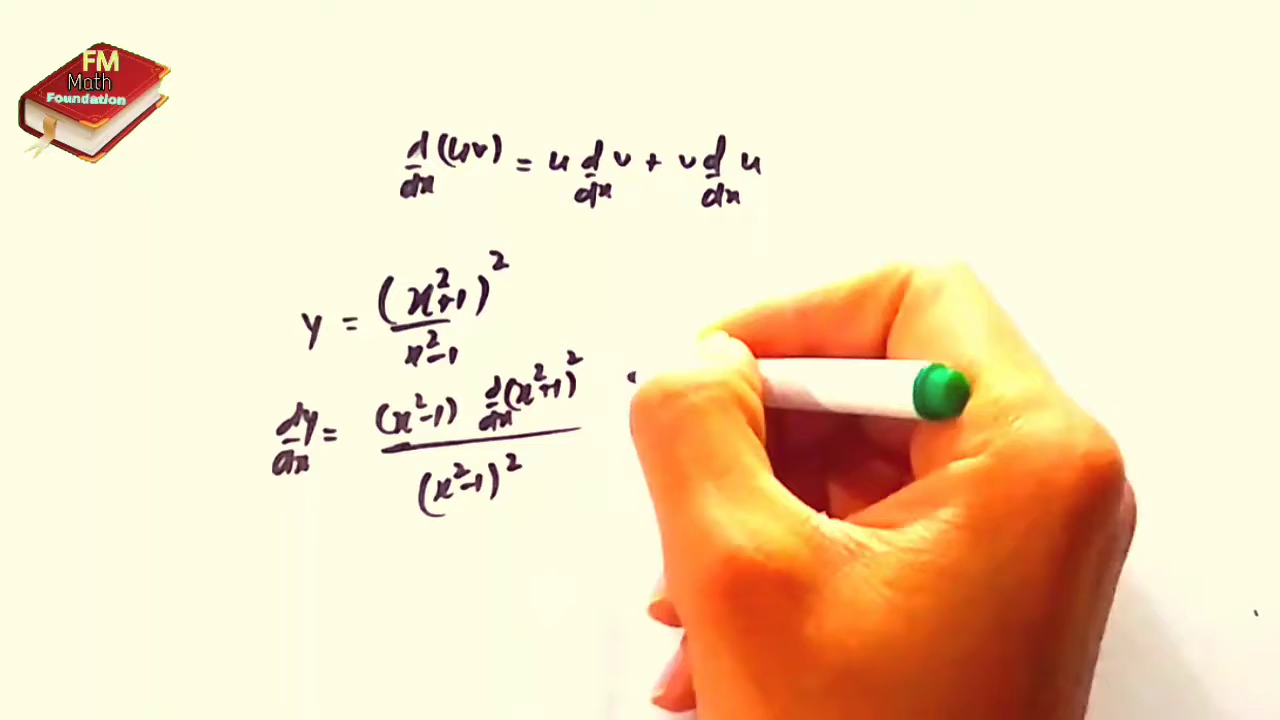 FM
Math
Foundation
d/dx (uv) = u d/dx v + v d/dx u
y = (x²+1)² / x²-1
dy/dx = (x²-1) d/dx (x²+1)² / (x²-1)²